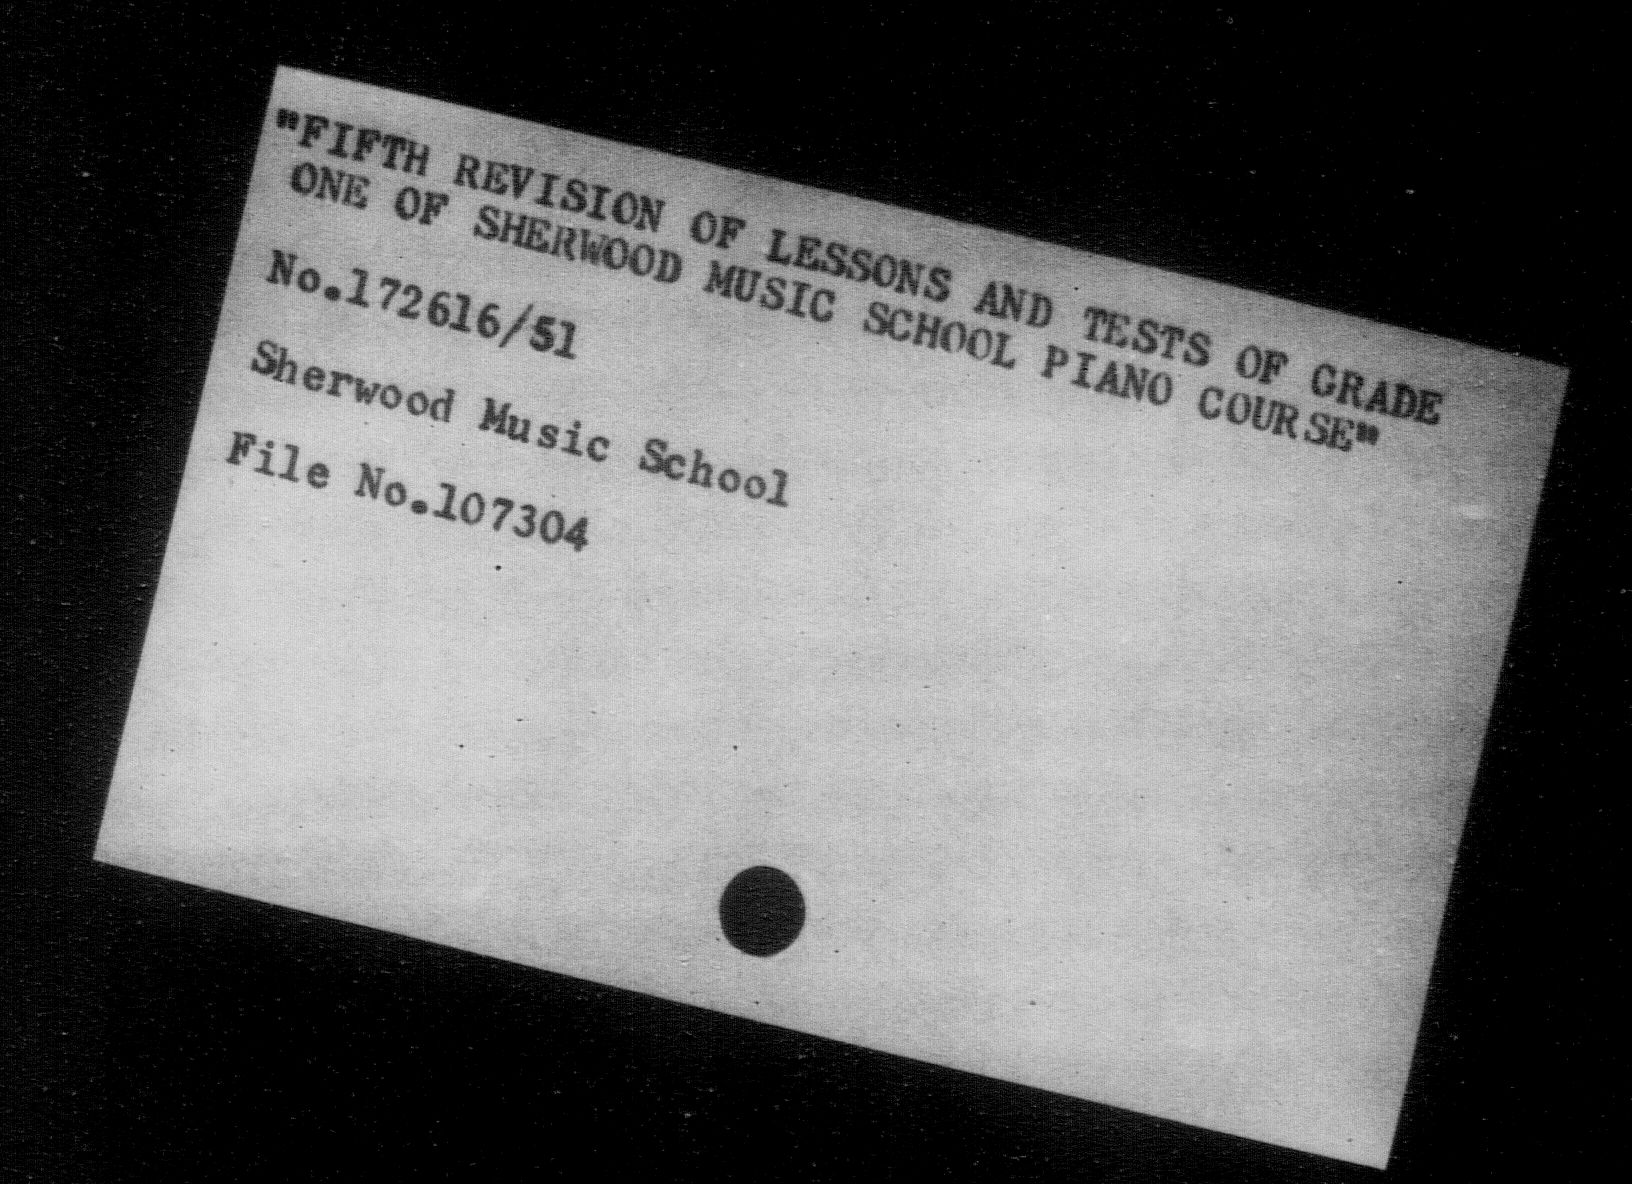 "FIFTH REVISION OF LESSONS AND TESTS OF GRADE
ONE OF SHERWOOD MUSIC SCHOOL PIANO COURSE"
No.172616/51
Sherwood Music School
File No.107304